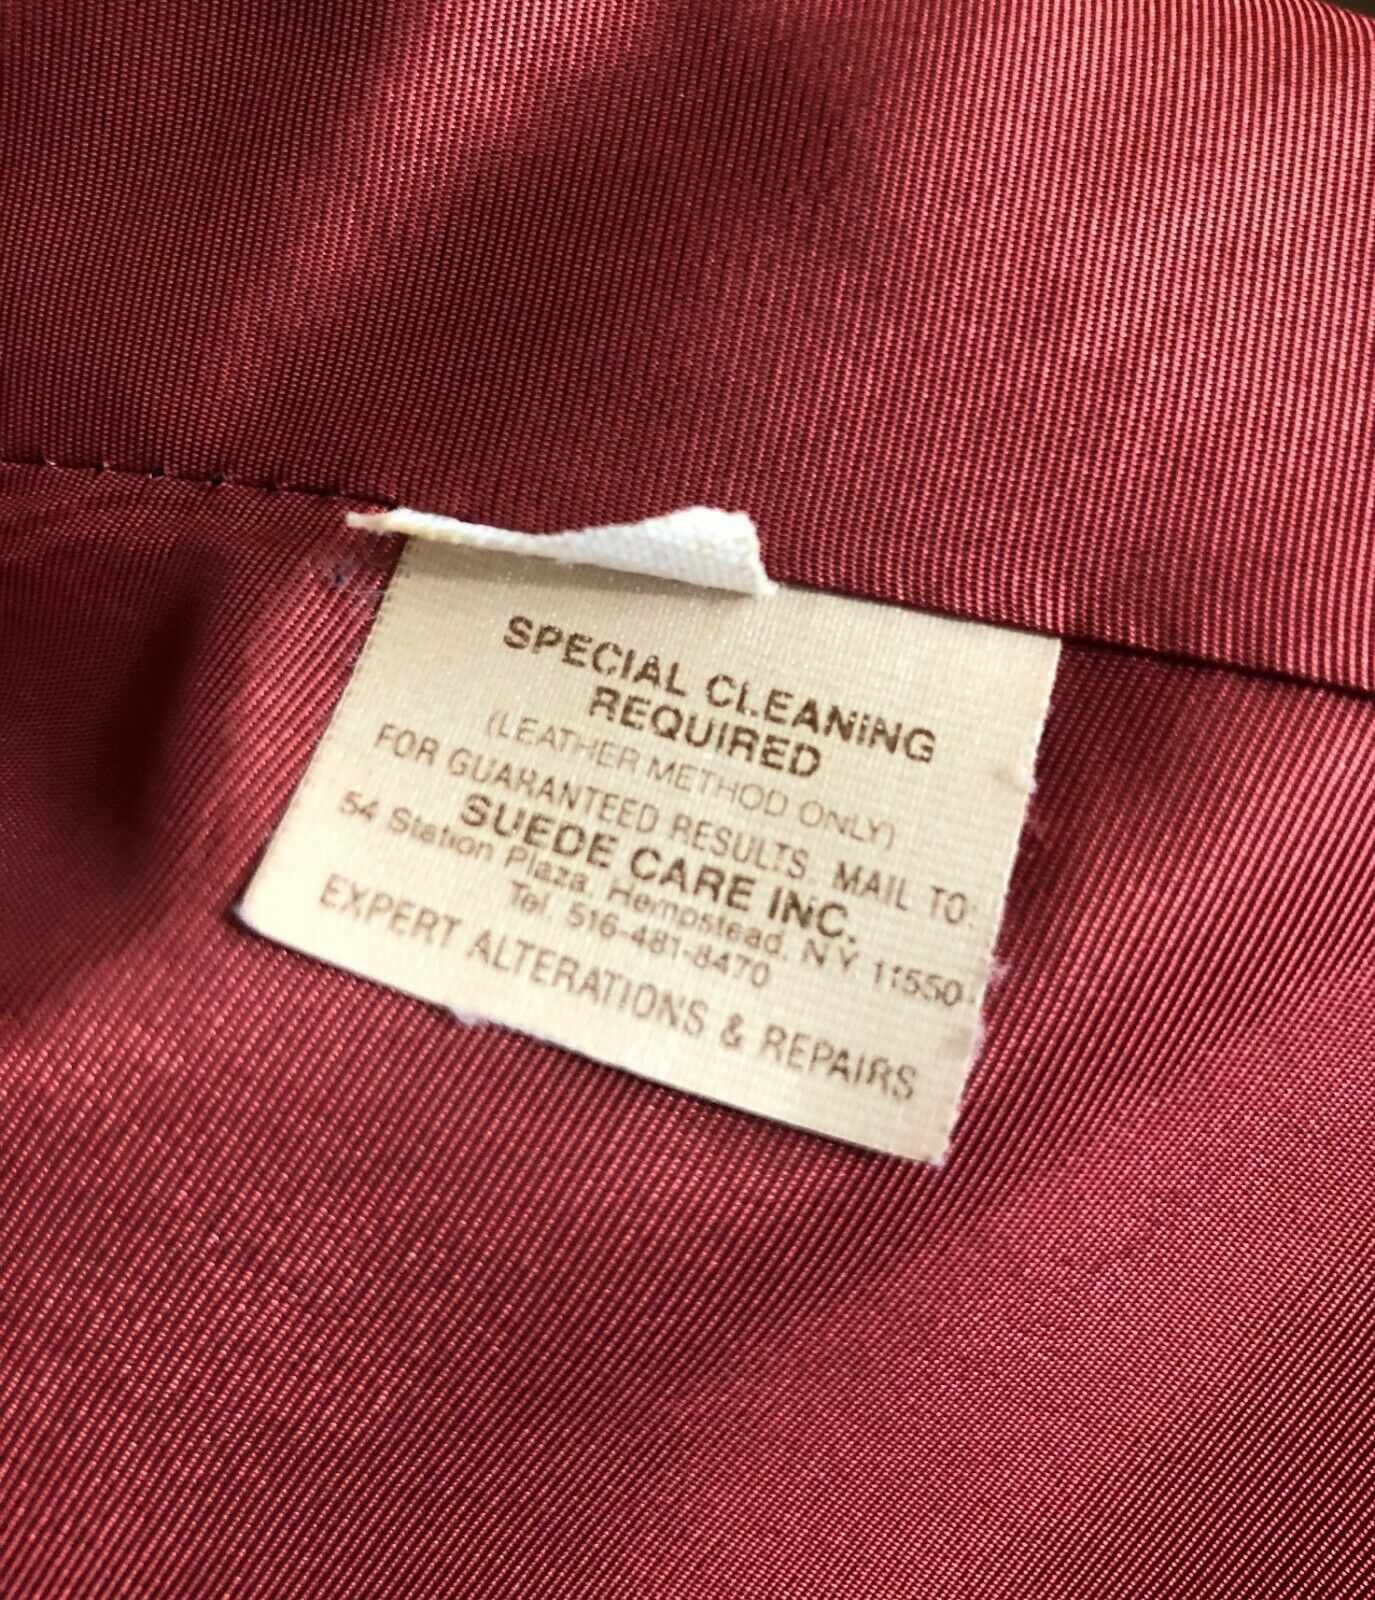 SPECIAL CLEANING
REQUIRED
(LEATHER METHOD ONLY)
FOR GUARANTEED RESULTS, MAIL TO:
SUEDE CARE INC.
54 Station Plaza, Hempstead, N.Y. 11550
Tel. 516-481-8470
EXPERT ALTERATIONS & REPAIRS